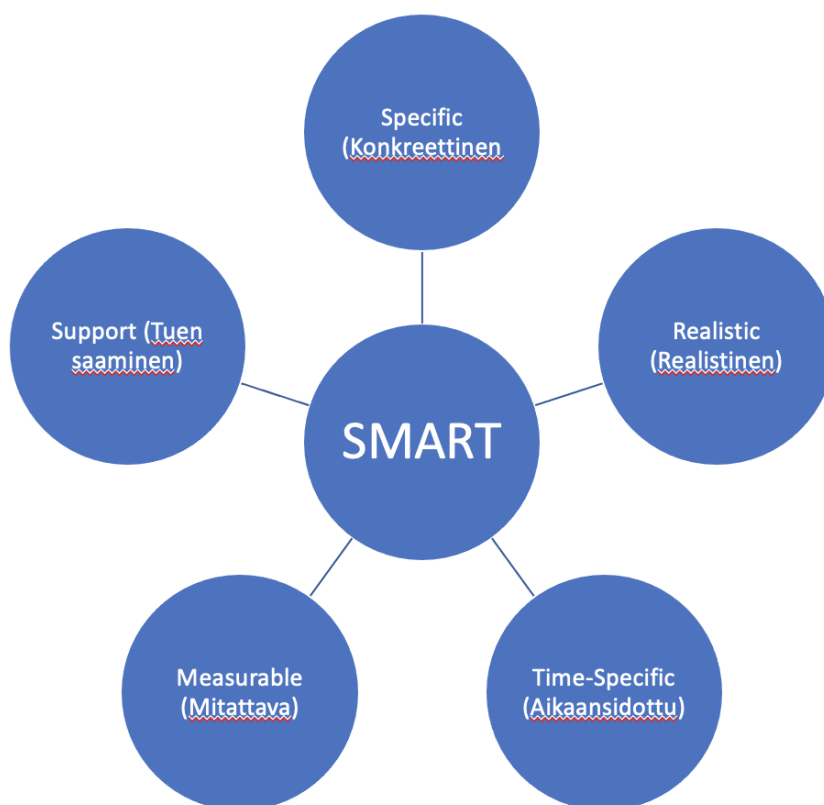 Specific
(Konkreettinen
Support (Tuen
saaminen)
Realistic
(Realistinen)
SMART
Measurable
(Mitattava)
Time-Specific
(Aikaansidottu)